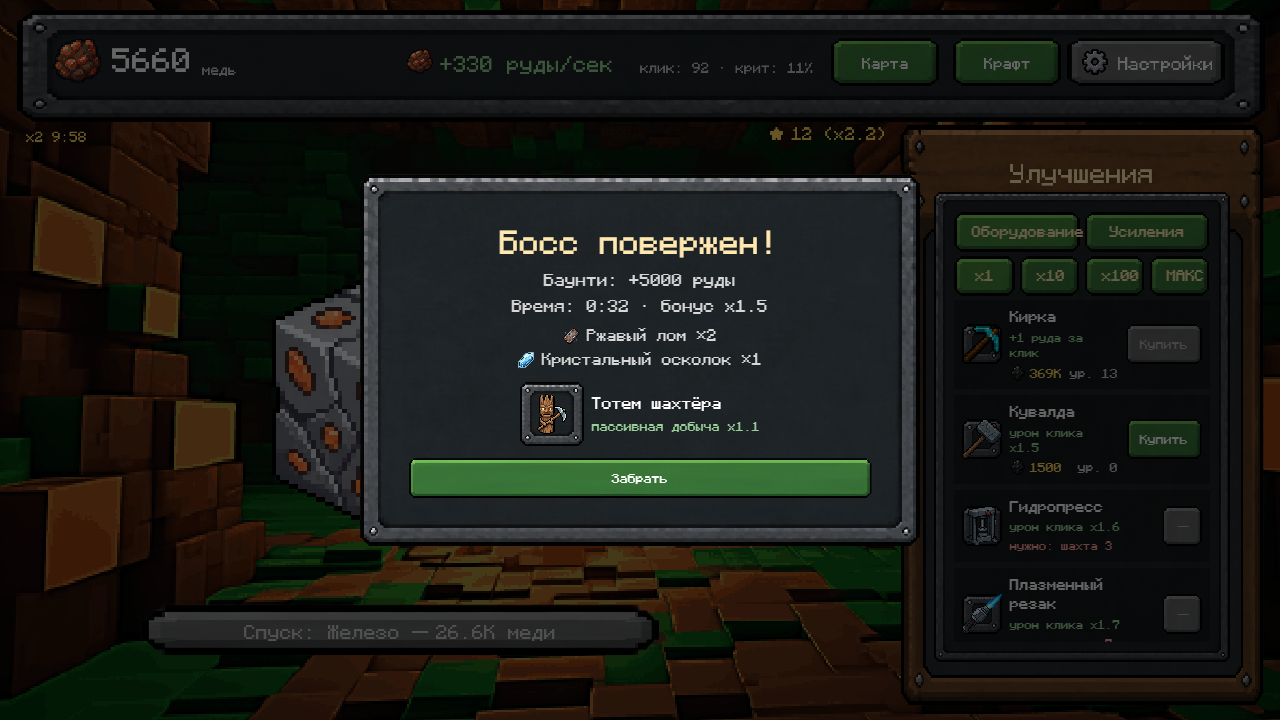 5660 медь
+330 руды/сек
клик: 92 · крит: 11%
Карта
Крафт
Настройки
x2 9:58
12 (x2.2)
Босс повержен!
Баунти: +5000 руды
Время: 0:32 · бонус x1.5
Ржавый лом ×2
Кристальный осколок ×1
Тотем шахтёра
пассивная добыча x1.1
Забрать
Спуск: Железо — 26.6K меди
Улучшения
Оборудование
Усиления
x1
x10
x100
МАКС
Кирка
+1 руда за
клик
369K ур. 13
Купить
Кувалда
урон клика
x1.5
1500 ур. 0
Купить
Гидропресс
урон клика x1.6
нужно: шахта 3
—
Плазменный
резак
урон клика x1.7
—